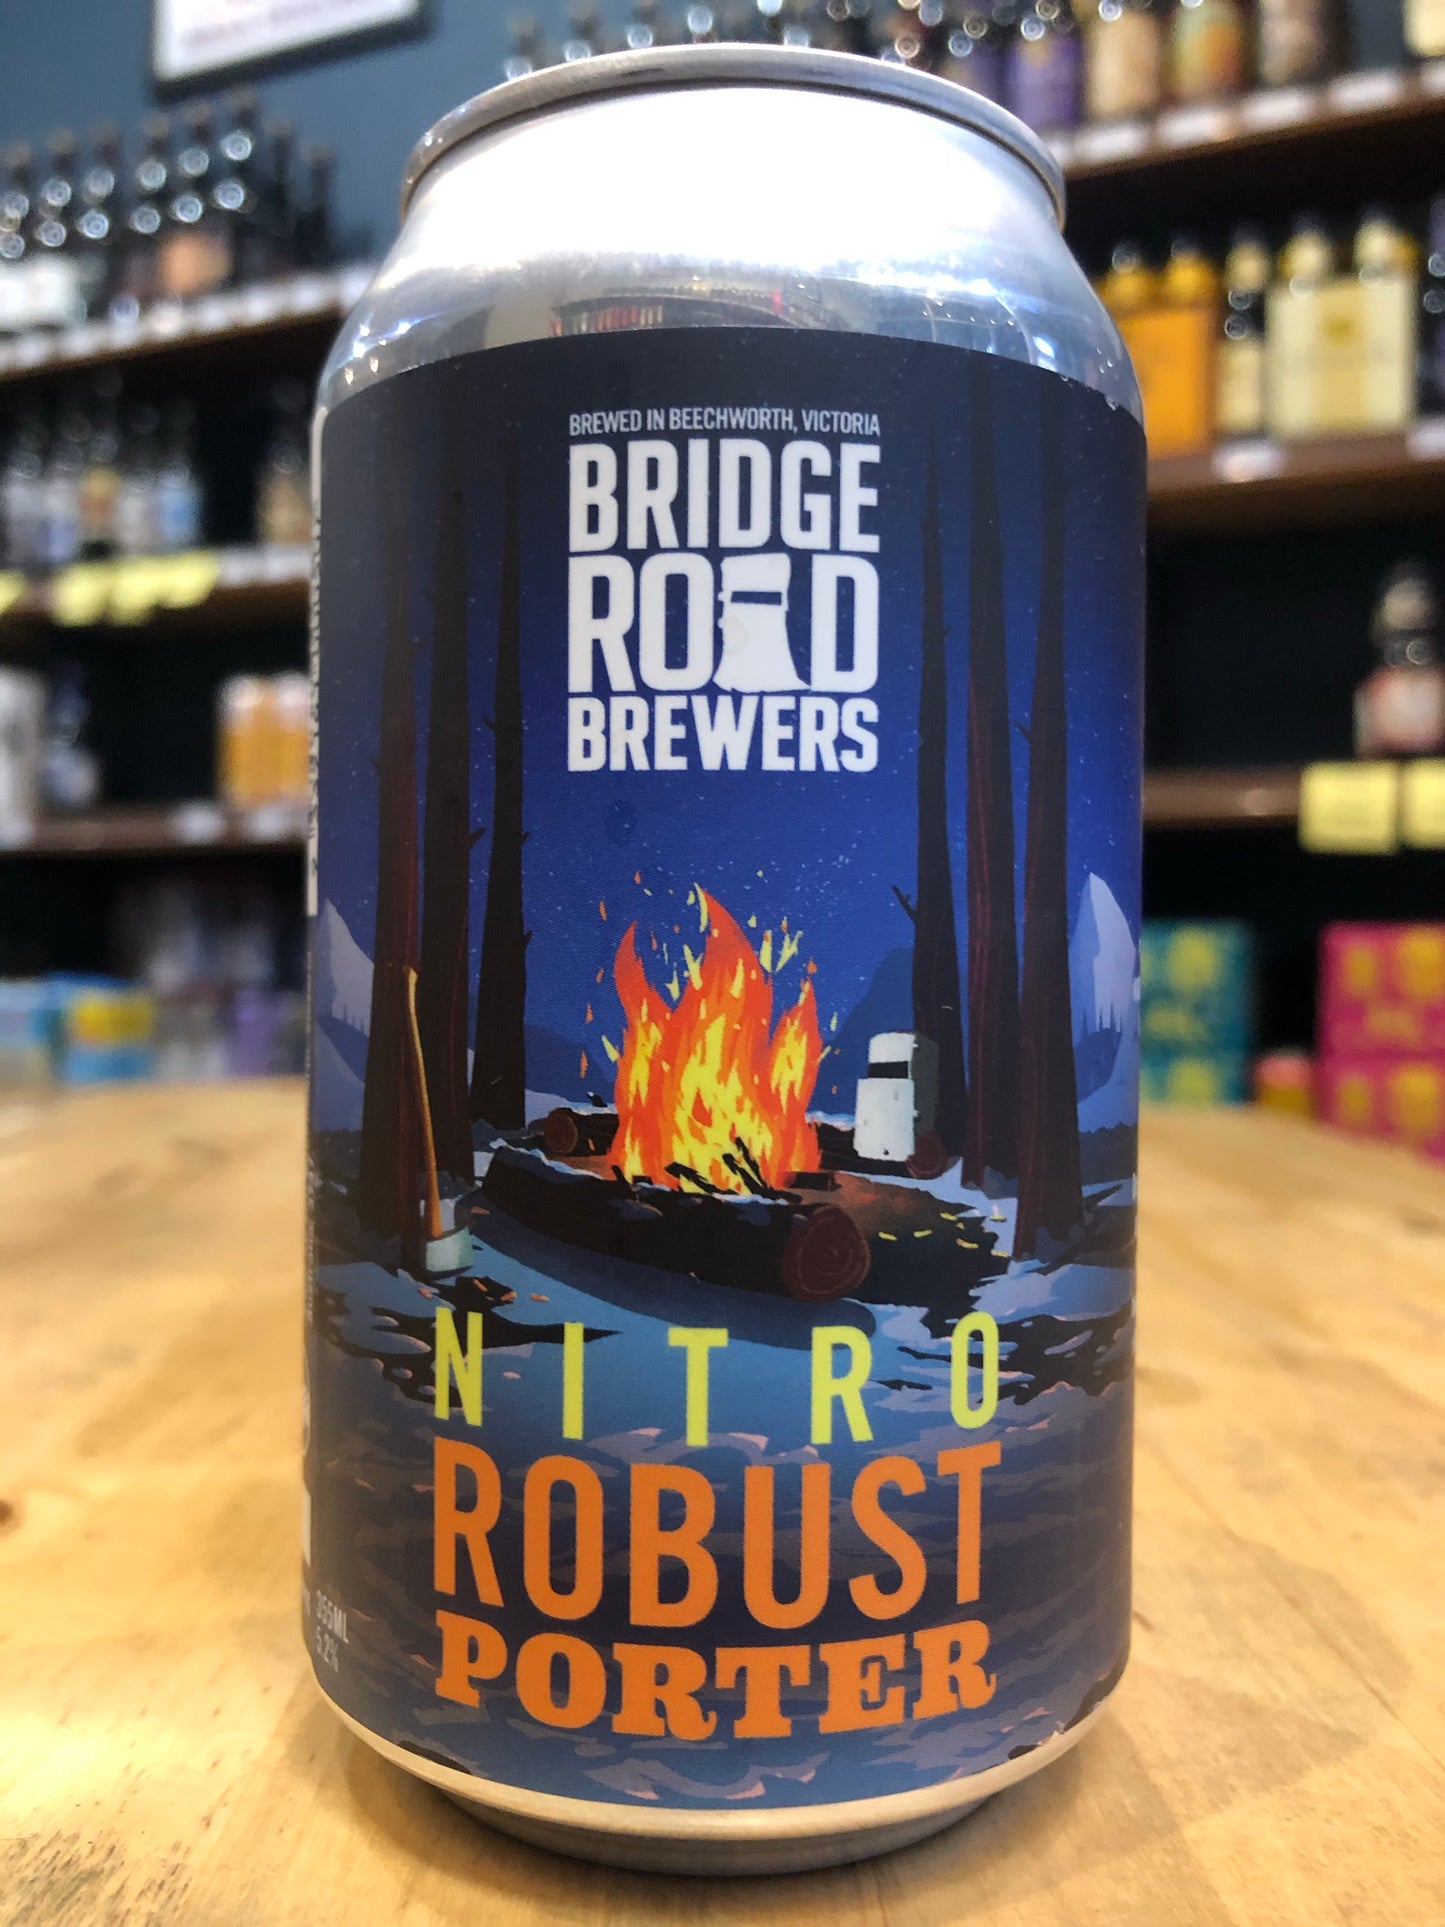 BREWED IN BEECHWORTH, VICTORIA
BRIDGE
ROAD
BREWERS
NITRO
ROBUST
PORTER
355ML
5.2%